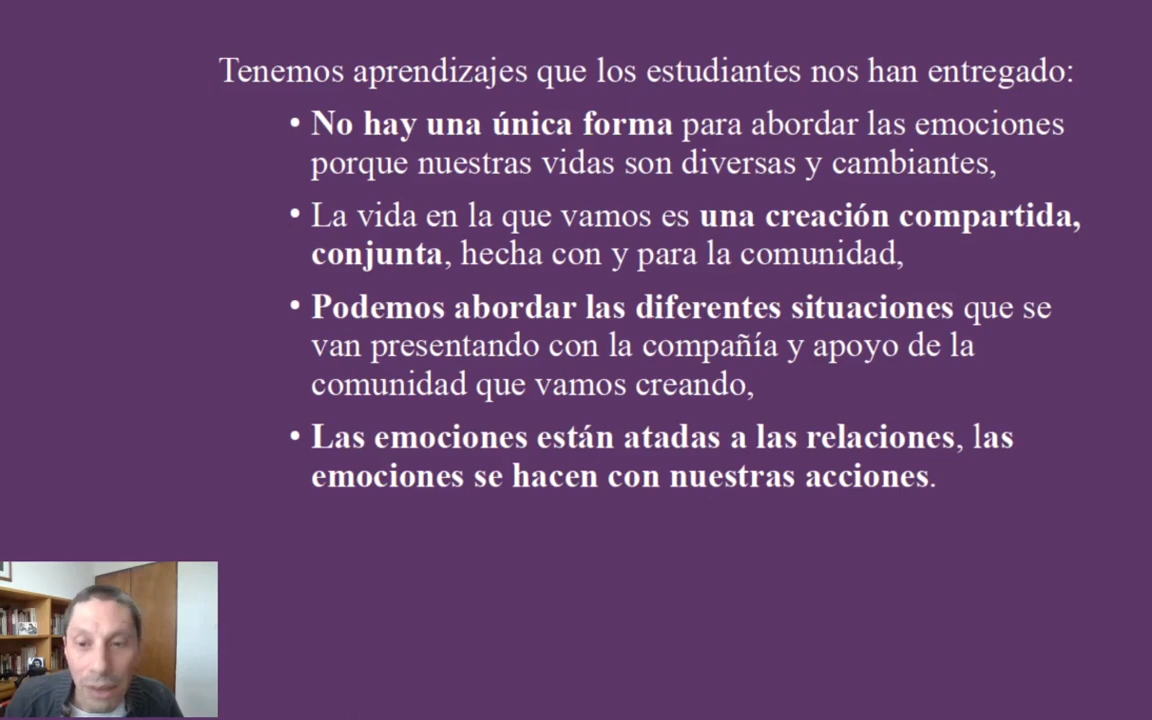 Tenemos aprendizajes que los estudiantes nos han entregado:
• No hay una única forma para abordar las emociones
porque nuestras vidas son diversas y cambiantes,
• La vida en la que vamos es una creación compartida,
conjunta, hecha con y para la comunidad,
• Podemos abordar las diferentes situaciones que se
van presentando con la compañía y apoyo de la
comunidad que vamos creando,
• Las emociones están atadas a las relaciones, las
emociones se hacen con nuestras acciones.